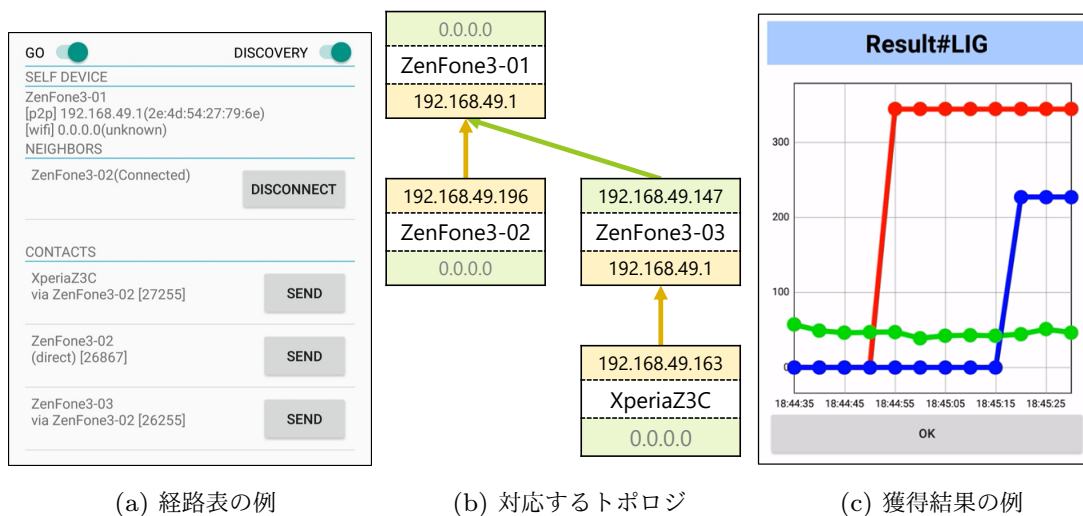 GO
DISCOVERY
SELF DEVICE
ZenFone3-01
[p2p] 192.168.49.1(2e:4d:54:27:79:6e)
[wifi] 0.0.0.0(unknown)
NEIGHBORS
ZenFone3-02(Connected)
DISCONNECT
CONTACTS
XperiaZ3C
via ZenFone3-02 [27255]
SEND
ZenFone3-02
(direct) [26867]
SEND
ZenFone3-03
via ZenFone3-02 [26255]
SEND
(a) 経路表の例
0.0.0.0
ZenFone3-01
192.168.49.1
192.168.49.196
ZenFone3-02
0.0.0.0
192.168.49.147
ZenFone3-03
192.168.49.1
192.168.49.163
XperiaZ3C
0.0.0.0
(b) 対応するトポロジ
Result#LIG
300
200
100
0
18:44:35 18:44:45 18:44:55 18:45:05 18:45:15 18:45:25
OK
(c) 獲得結果の例